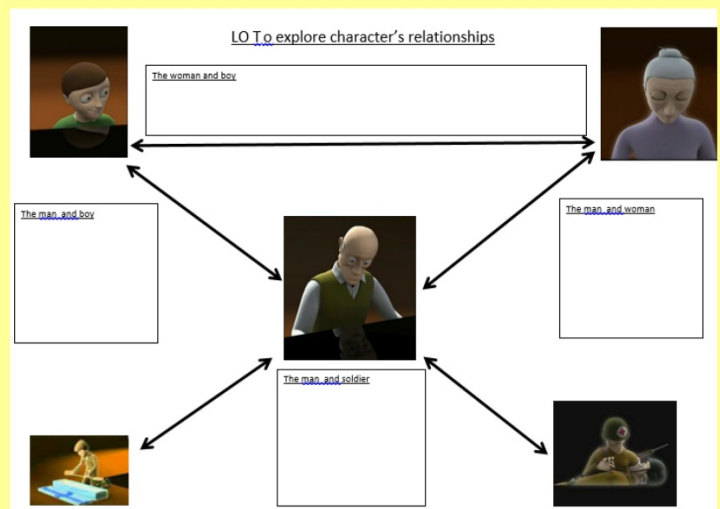 LO To explore character's relationships
The woman and boy
The man  and boy
The man  and woman
The man  and soldier